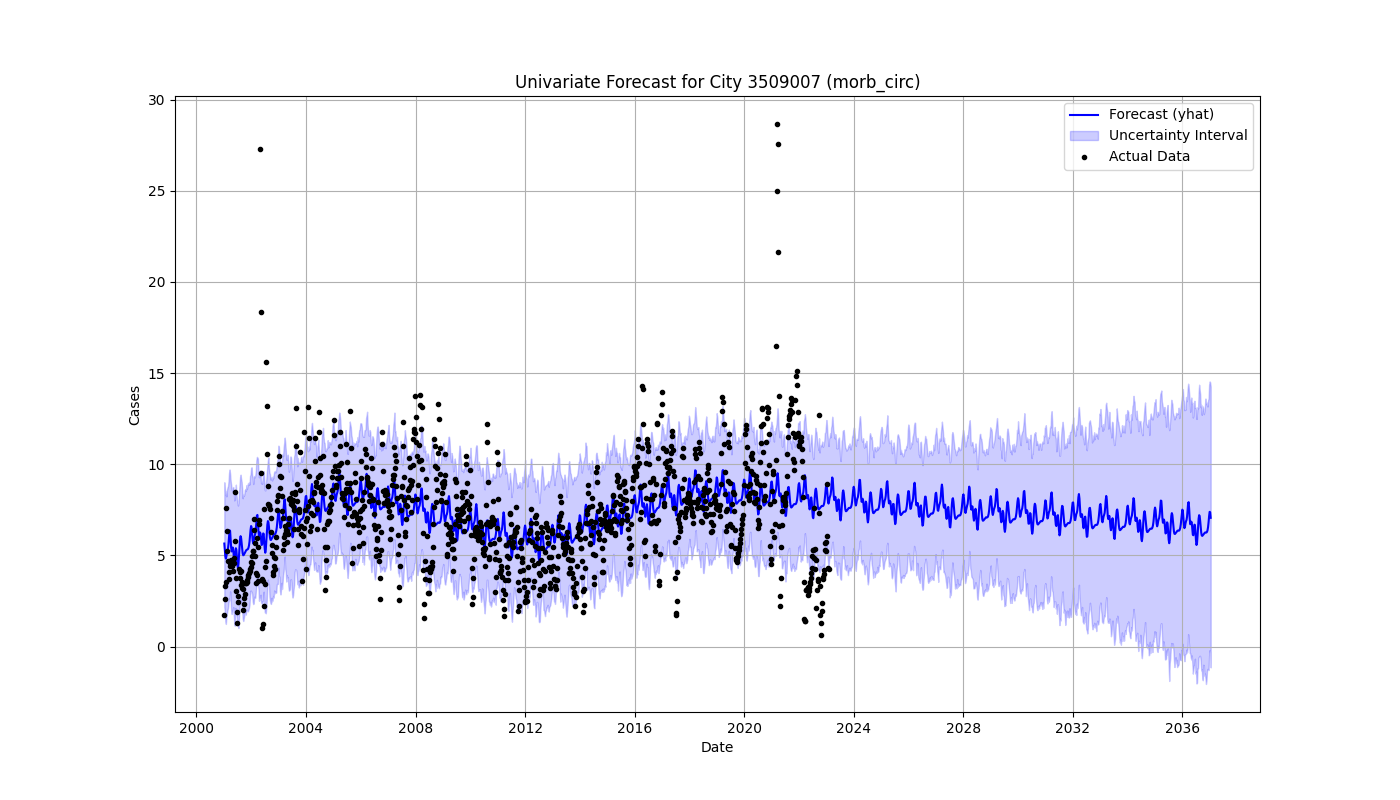 Univariate Forecast for City 3509007 (morb_circ)
Forecast (yhat)
Uncertainty Interval
Actual Data
Cases
30
25
20
15
10
5
0
2000 2004 2008 2012 2016 2020 2024 2028 2032 2036
Date